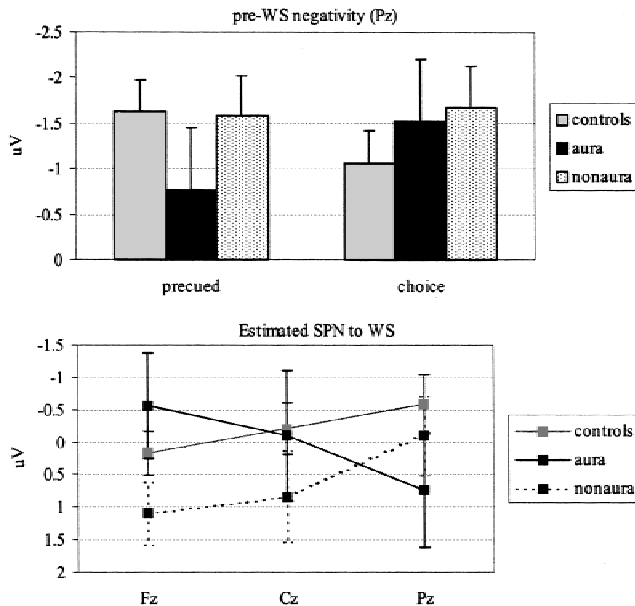 pre-WS negativity (Pz)
-2.5
-2
-1.5
-1
-0.5
0
uV
precued choice
controls
aura
nonaura
Estimated SPN to WS
-1.5
-1
-0.5
0
0.5
1
1.5
2
uV
Fz Cz Pz
controls
aura
nonaura